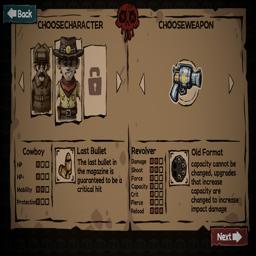 Back
CHOOSECHARACTER
CHOOSEWEAPON
Cowboy
HP
HP+
Mobility
Protection
Last Bullet
The last bullet in
the magazine is
guaranteed to be a
critical hit
Revolver
Damage
Shoot
Force
Capacity
Crit
Pierce
Reload
Old Format
capacity cannot be
changed, upgrades
that increase
capacity are
changed to increase
impact damage
Next